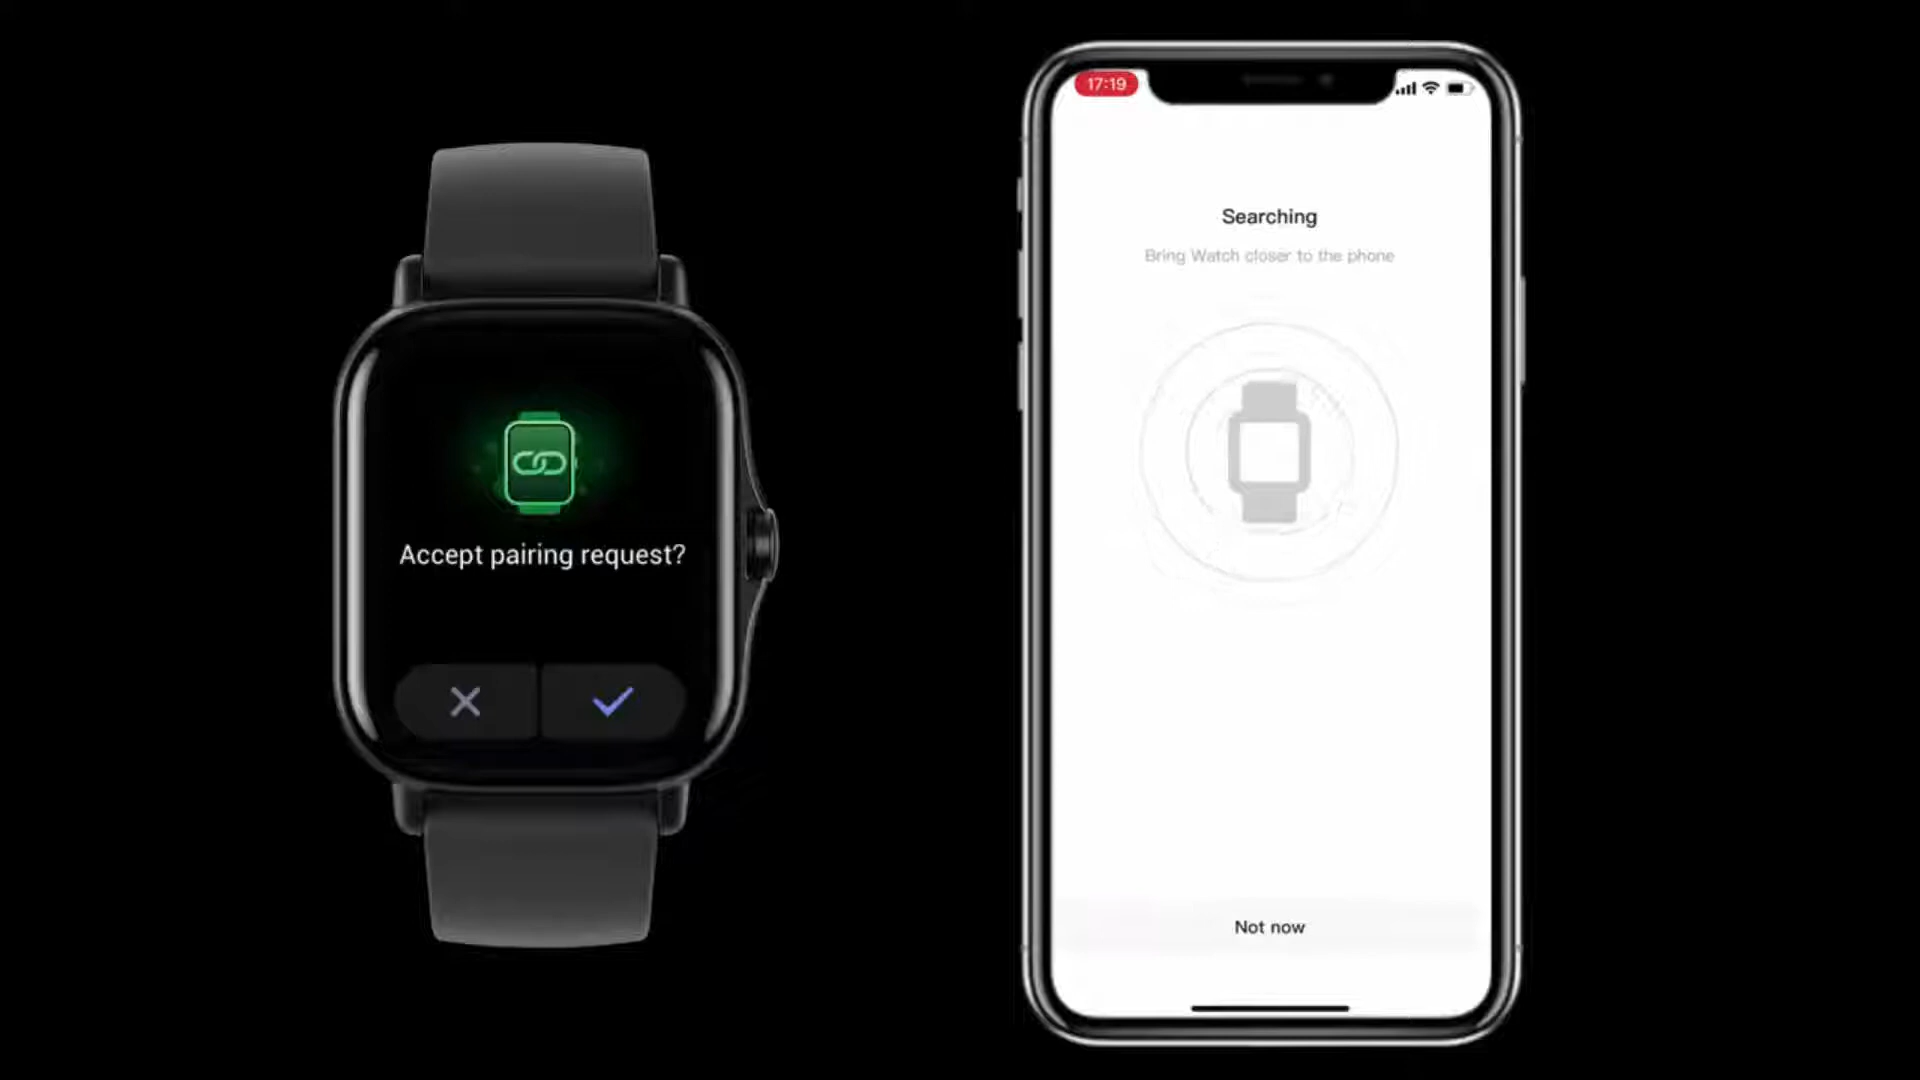 Accept pairing request?
17:19
Searching
Bring Watch closer to the phone
Not now